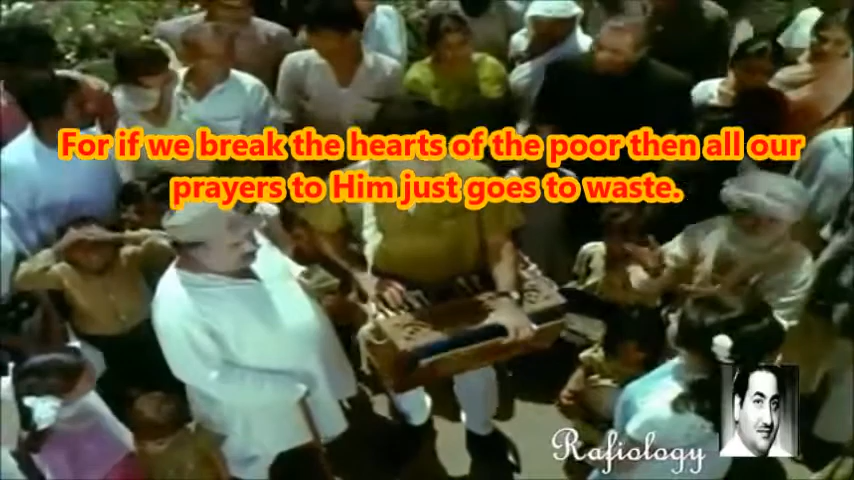 For if we break the hearts of the poor then all our
prayers to Him just goes to waste.
Rafiology